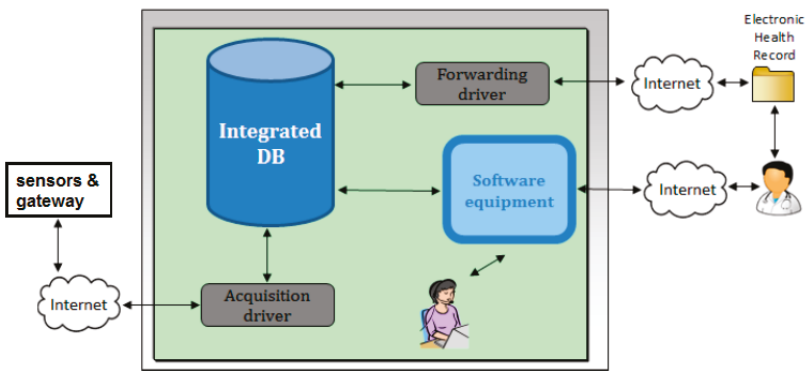 Electronic
Health
Record
Forwarding
driver
Internet
Integrated
DB
sensors &
gateway
Software
equipment
Internet
Internet
Acquisition
driver